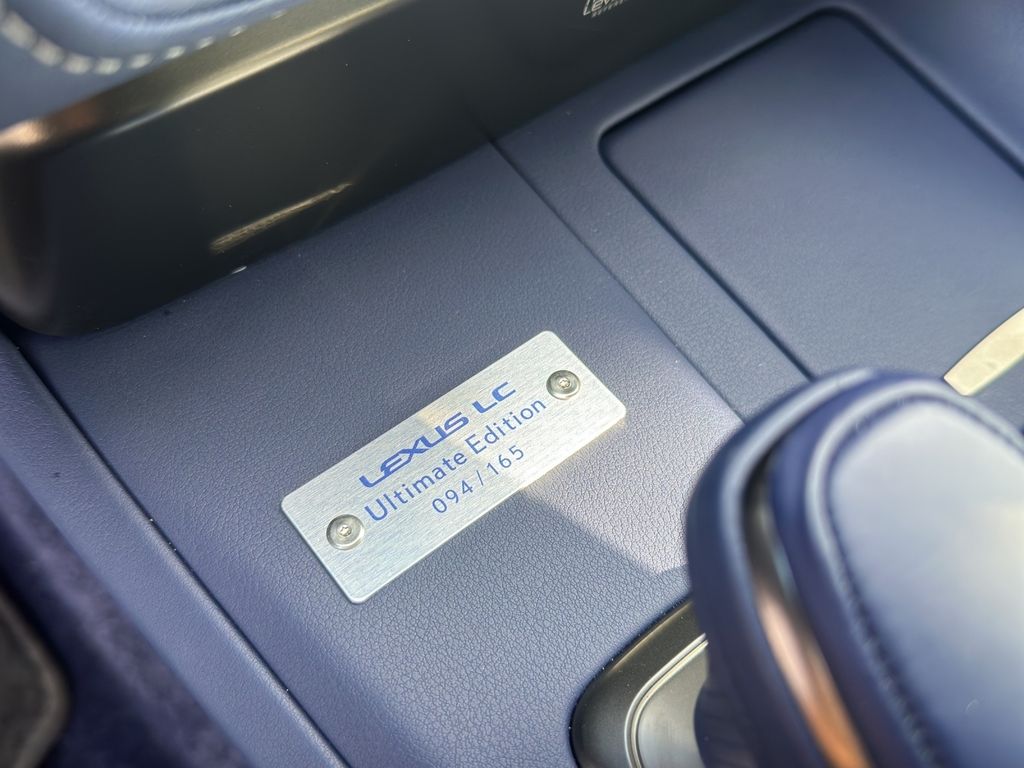 LEXUS LC
Ultimate Edition
094/165